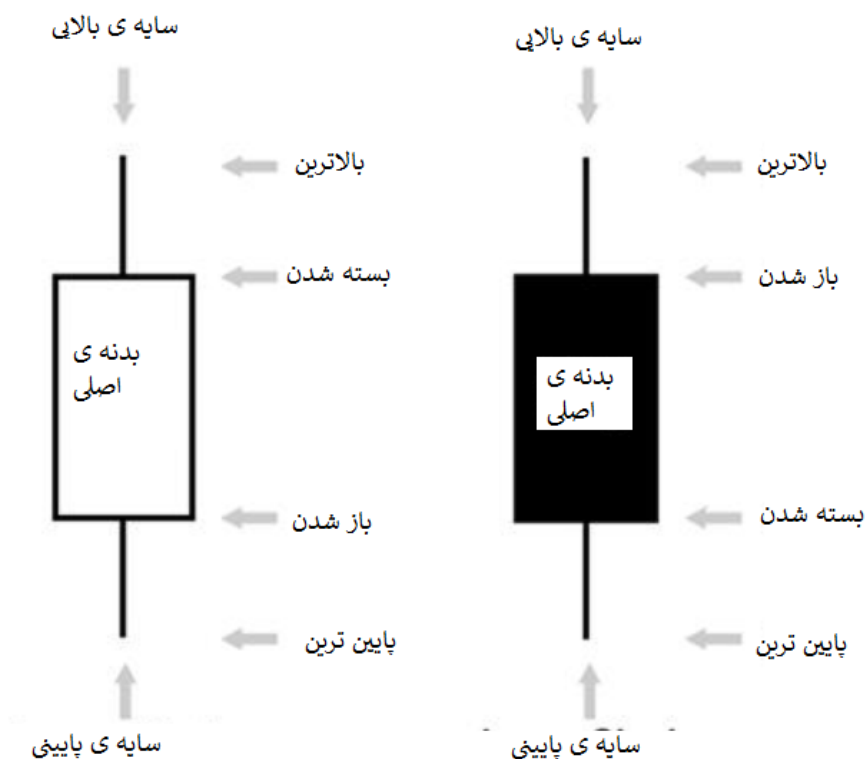 سایه ی بالایی
بالاترین
بسته شدن
بدنه ی
اصلی
باز شدن
پایین ترین
سایه ی پایینی
سایه ی بالایی
بالاترین
باز شدن
بدنه ی
اصلی
بسته شدن
پایین ترین
سایه ی پایینی